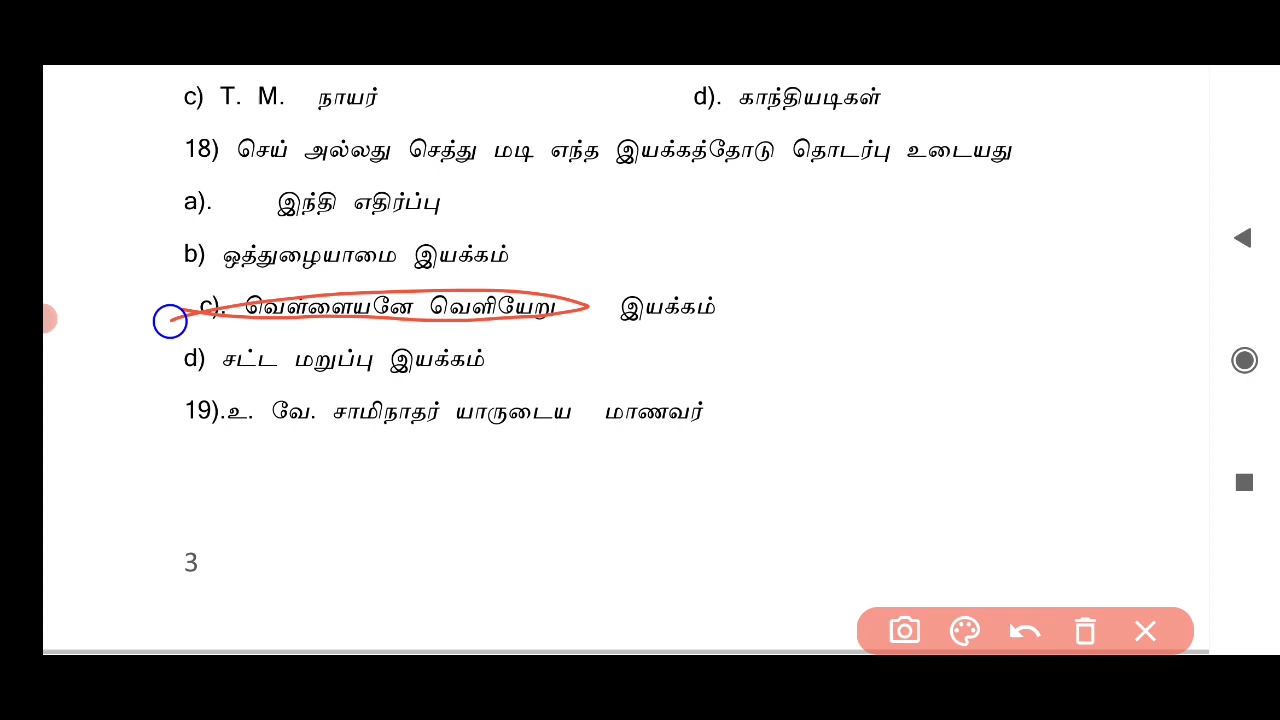 c) T. M. நாயர் d). காந்தியடிகள்
18) செய் அல்லது செத்து மடி எந்த இயக்கத்தோடு தொடர்பு உடையது
a). இந்தி எதிர்ப்பு
b) ஒத்துழையாமை இயக்கம்
c). வெள்ளையனே வெளியேறு இயக்கம்
d) சட்ட மறுப்பு இயக்கம்
19).உ. வே. சாமிநாதர் யாருடைய மாணவர்
3